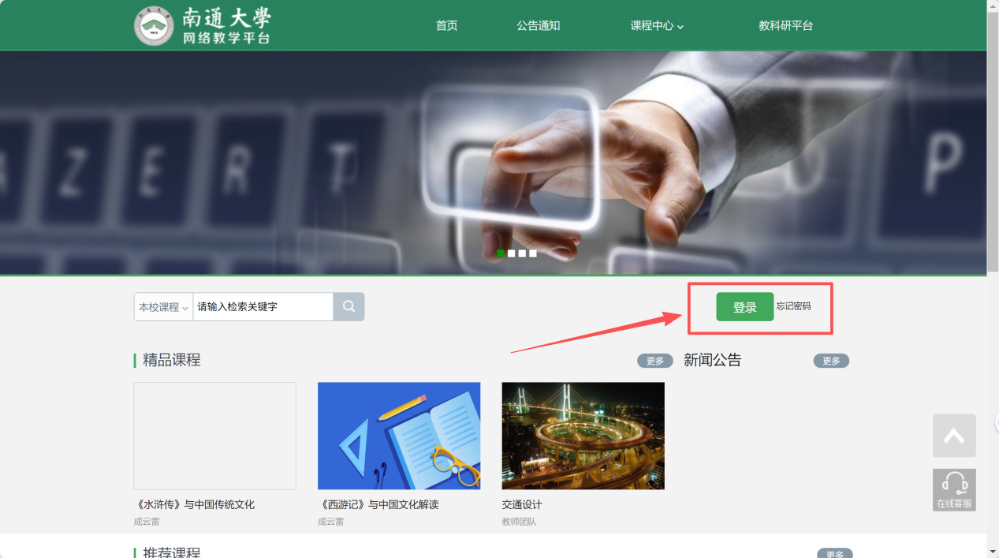 南通大學
网络教学平台
首页 公告通知 课程中心 教科研平台
A Z E R T U O P
本校课程 请输入检索关键字
登录 忘记密码
精品课程 更多 新闻公告 更多
《水浒传》与中国传统文化 《西游记》与中国文化解读 交通设计
成云雷 成云雷 教师团队
在线客服
推荐课程 更多